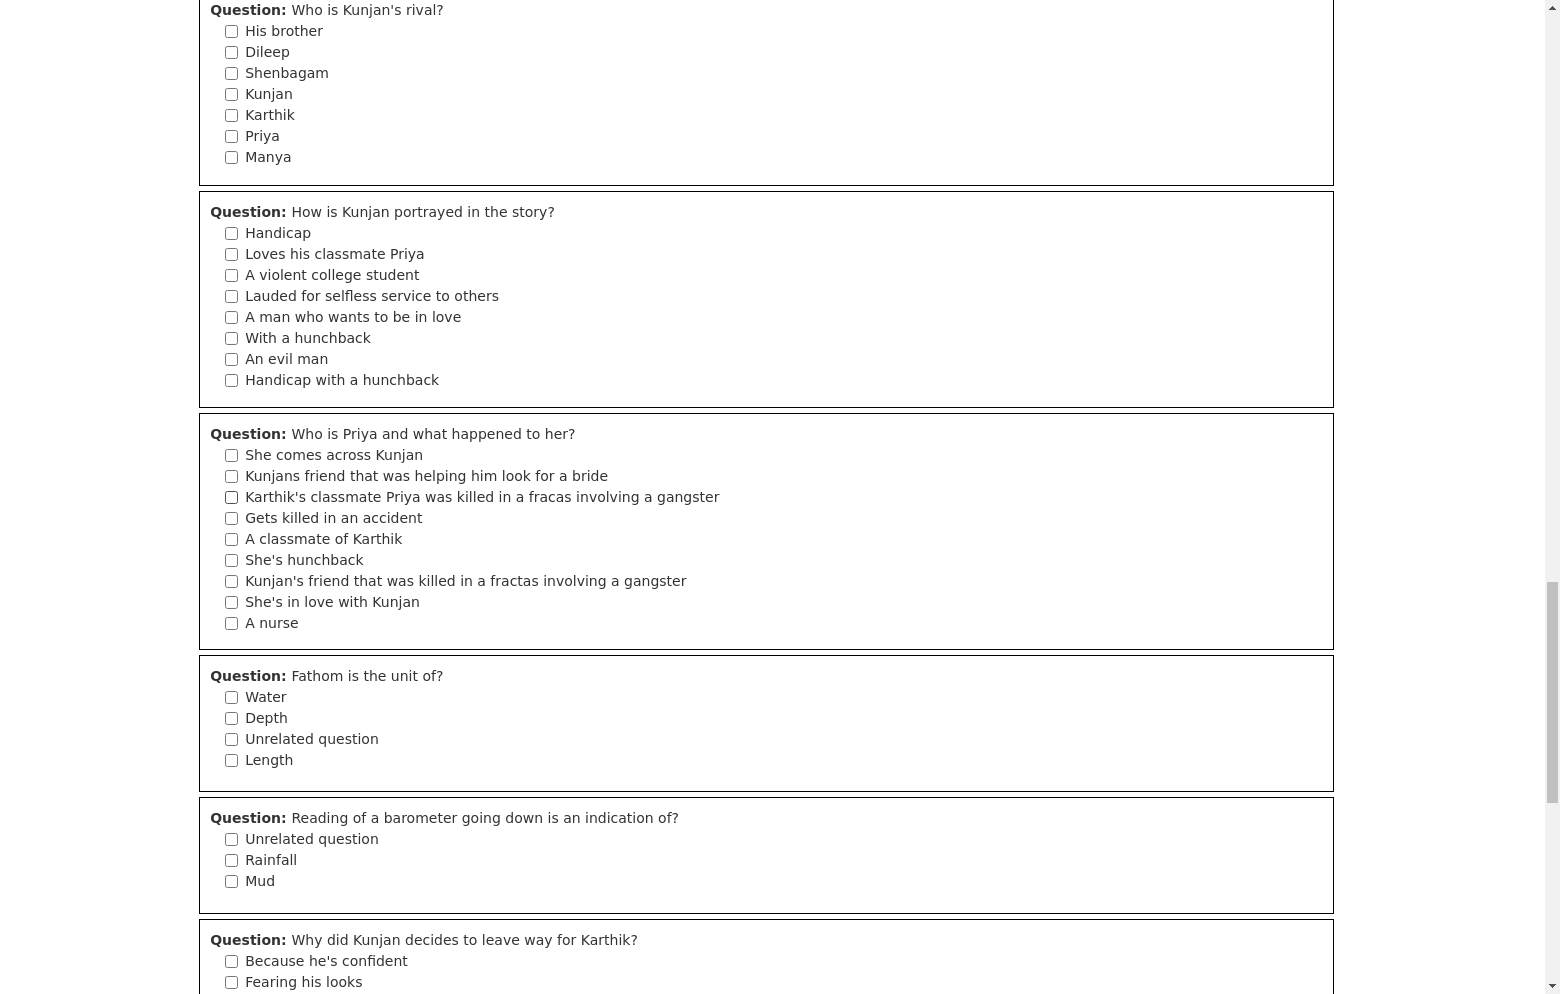 Question: Who is Kunjan's rival?
His brother
Dileep
Shenbagam
Kunjan
Karthik
Priya
Manya
Question: How is Kunjan portrayed in the story?
Handicap
Loves his classmate Priya
A violent college student
Lauded for selfless service to others
A man who wants to be in love
With a hunchback
An evil man
Handicap with a hunchback
Question: Who is Priya and what happened to her?
She comes across Kunjan
Kunjans friend that was helping him look for a bride
Karthik's classmate Priya was killed in a fracas involving a gangster
Gets killed in an accident
A classmate of Karthik
She's hunchback
Kunjan's friend that was killed in a fractas involving a gangster
She's in love with Kunjan
A nurse
Question: Fathom is the unit of?
Water
Depth
Unrelated question
Length
Question: Reading of a barometer going down is an indication of?
Unrelated question
Rainfall
Mud
Question: Why did Kunjan decides to leave way for Karthik?
Because he's confident
Fearing his looks